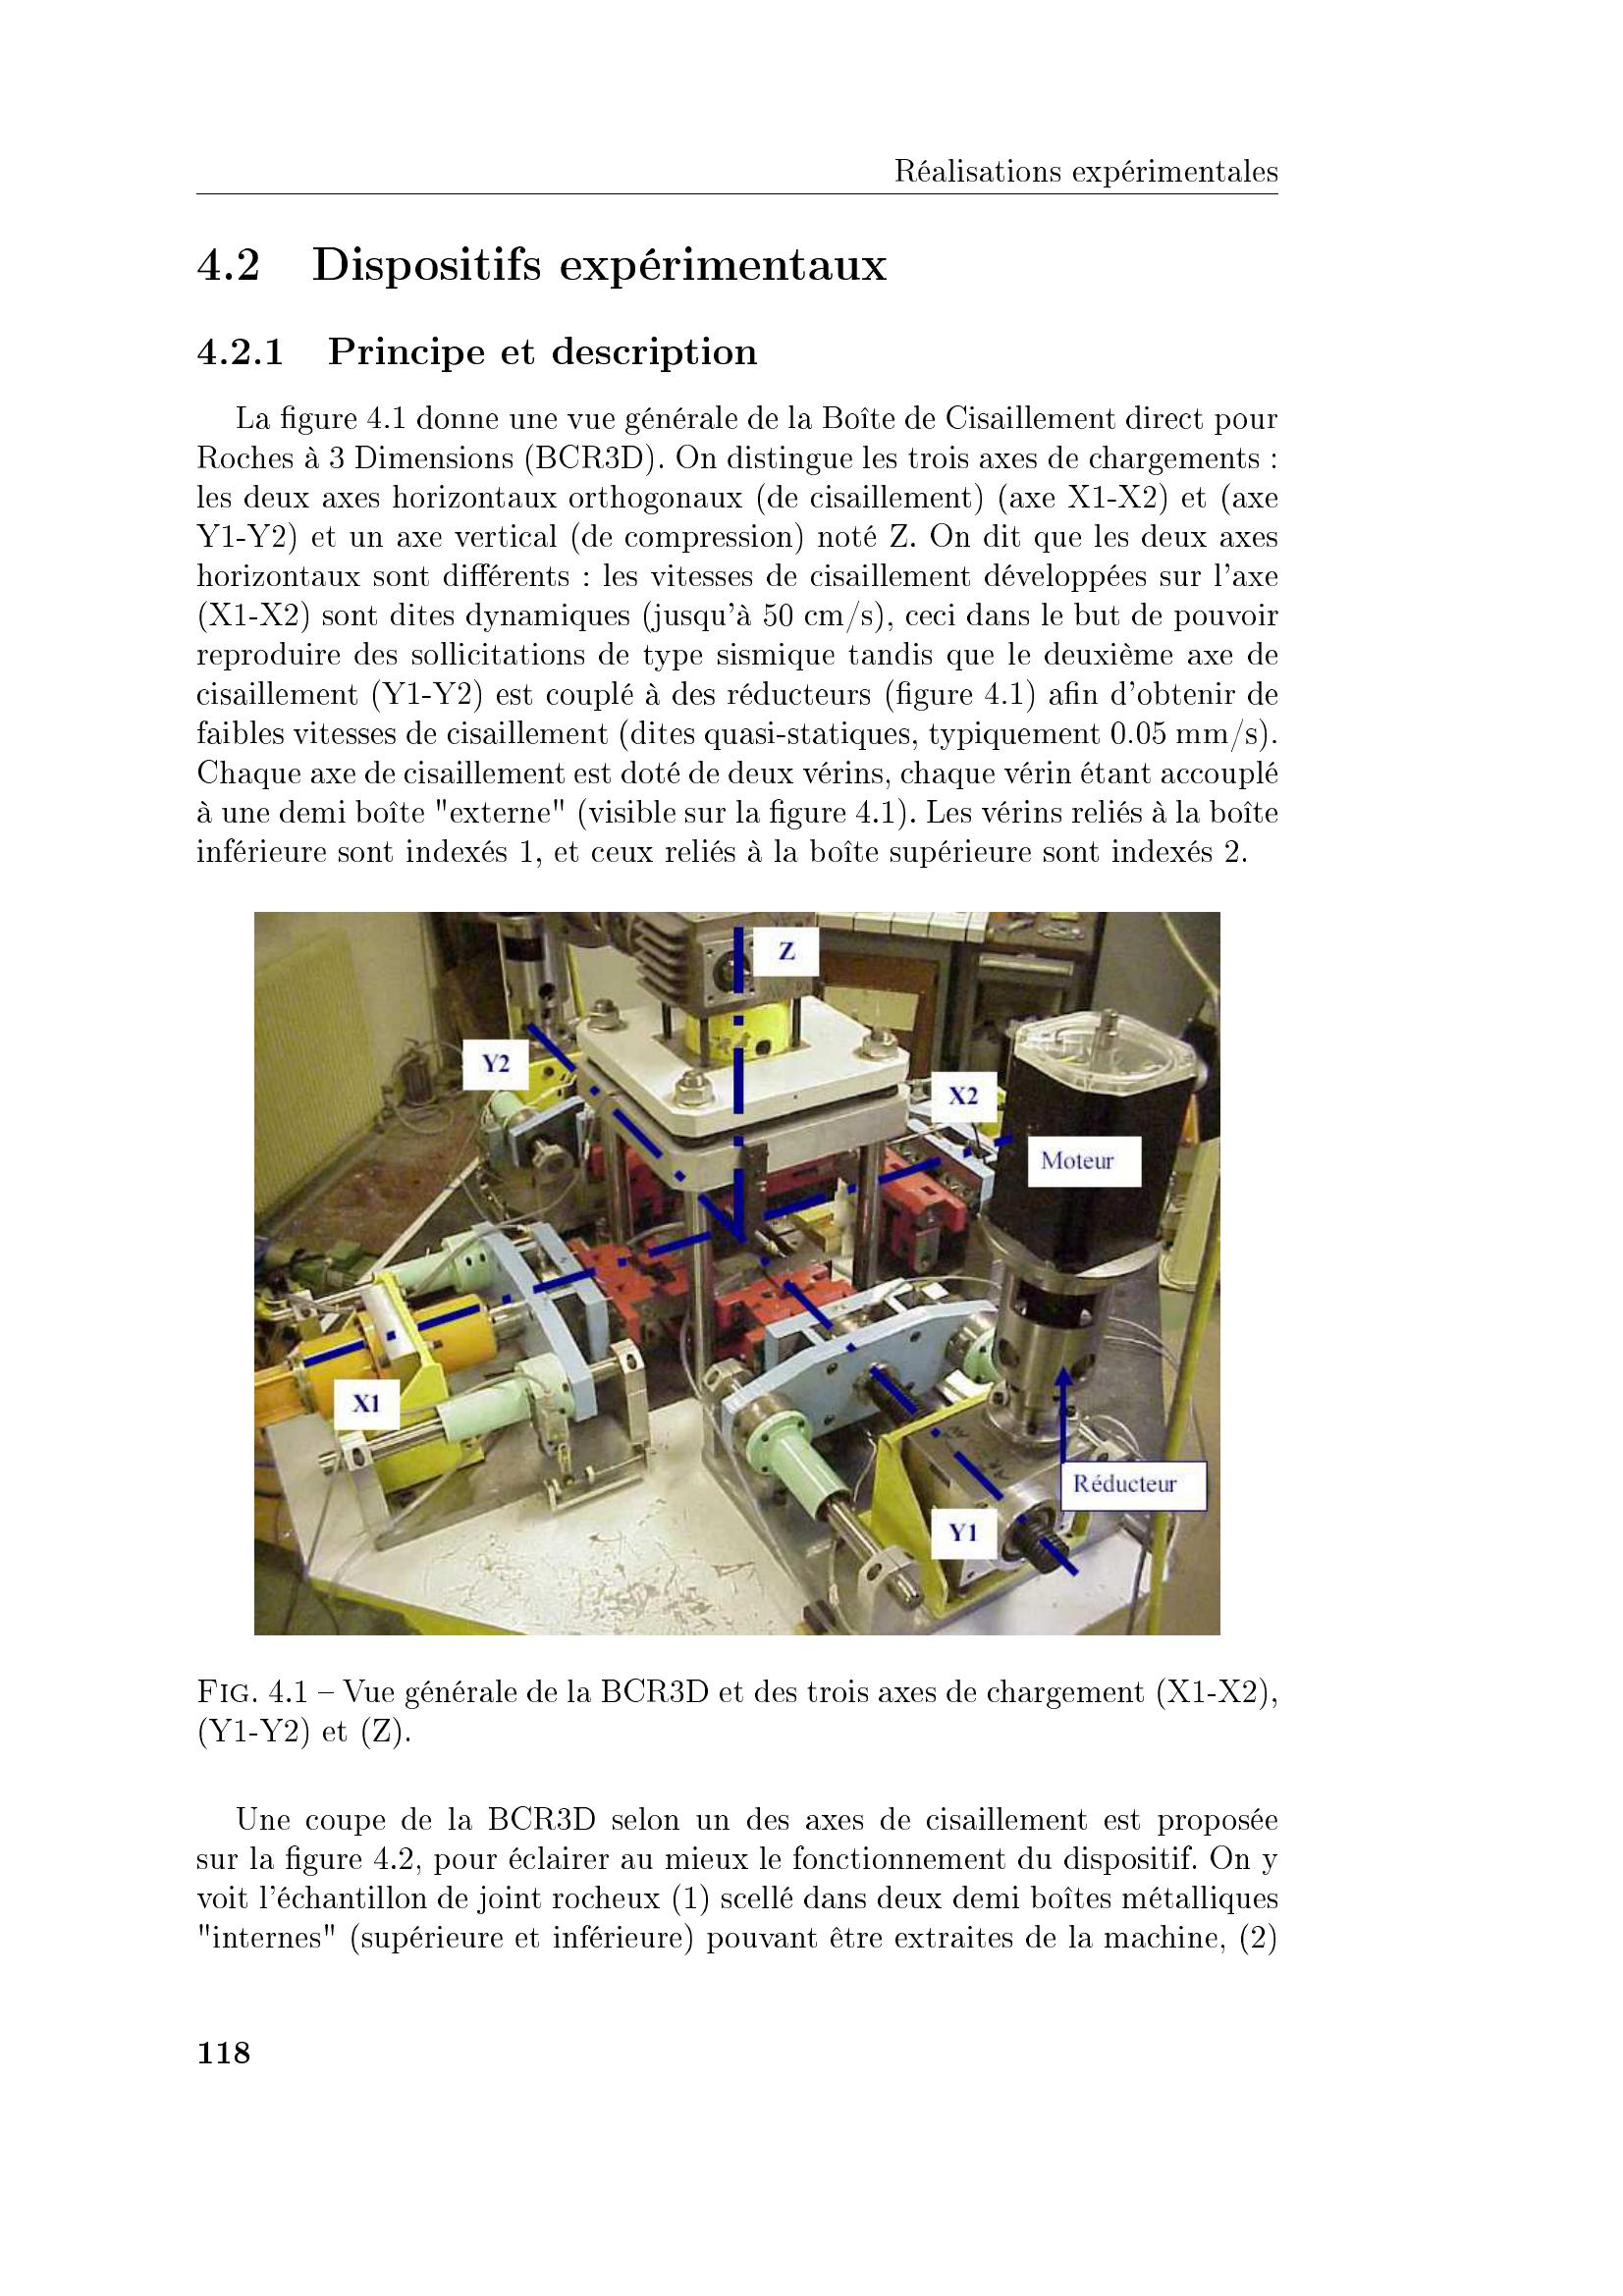 Réalisations expérimentales
4.2 Dispositifs expérimentaux
4.2.1 Principe et description
La figure 4.1 donne une vue générale de la Boîte de Cisaillement direct pour
Roches à 3 Dimensions (BCR3D). On distingue les trois axes de chargements :
les deux axes horizontaux orthogonaux (de cisaillement) (axe X1-X2) et (axe
Y1-Y2) et un axe vertical (de compression) noté Z. On dit que les deux axes
horizontaux sont différents : les vitesses de cisaillement développées sur l'axe
(X1-X2) sont dites dynamiques (jusqu'à 50 cm/s), ceci dans le but de pouvoir
reproduire des sollicitations de type sismique tandis que le deuxième axe de
cisaillement (Y1-Y2) est couplé à des réducteurs (figure 4.1) afin d'obtenir de
faibles vitesses de cisaillement (dites quasi-statiques, typiquement 0.05 mm/s).
Chaque axe de cisaillement est doté de deux vérins, chaque vérin étant accouplé
à une demi boîte "externe" (visible sur la figure 4.1). Les vérins reliés à la boîte
inférieure sont indexés 1, et ceux reliés à la boîte supérieure sont indexés 2.
Z
Y2
X2
Moteur
X1
Réducteur
Y1
FIG. 4.1 – Vue générale de la BCR3D et des trois axes de chargement (X1-X2),
(Y1-Y2) et (Z).
Une coupe de la BCR3D selon un des axes de cisaillement est proposée
sur la figure 4.2, pour éclairer au mieux le fonctionnement du dispositif. On y
voit l'échantillon de joint rocheux (1) scellé dans deux demi boîtes métalliques
"internes" (supérieure et inférieure) pouvant être extraites de la machine, (2)
118